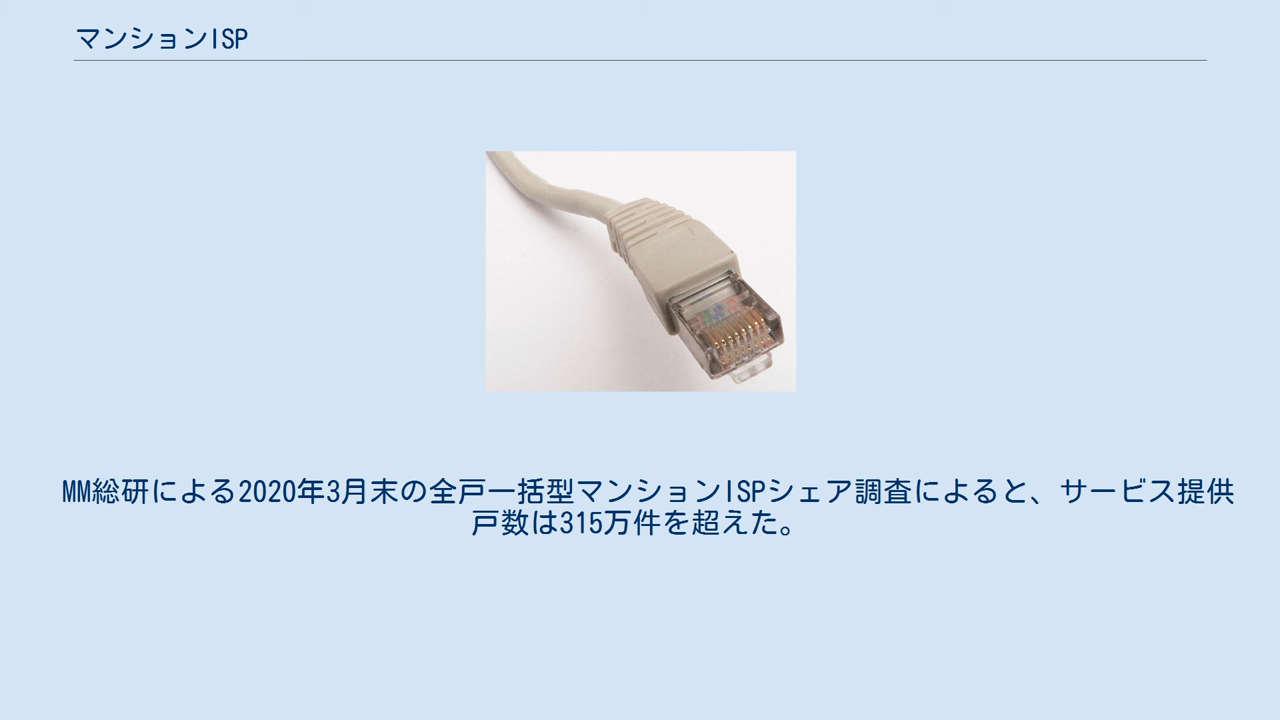 マンションISP
MM総研による2020年3月末の全戸一括型マンションISPシェア調査によると、サービス提供
戸数は315万件を超えた。